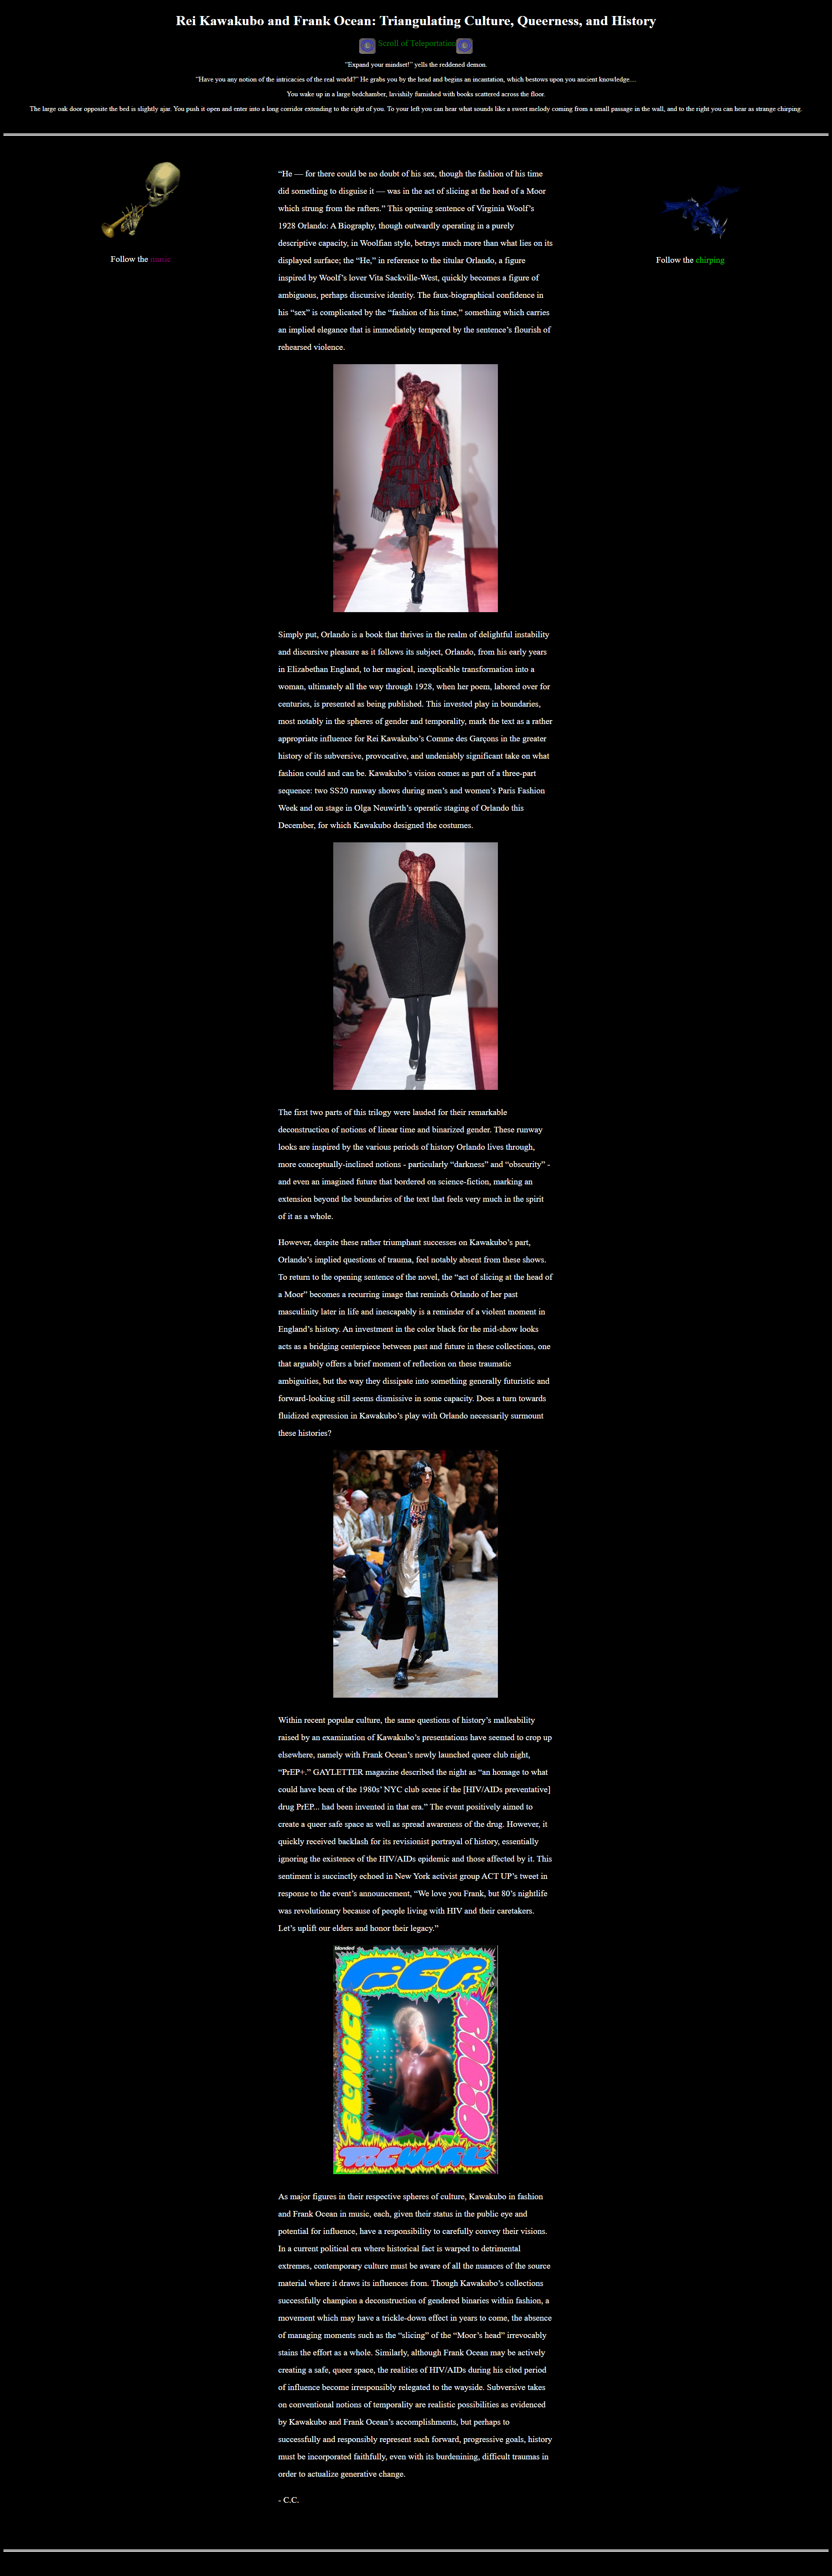 Rei Kawakubo and Frank Ocean: Triangulating Culture, Queerness, and History
Scroll of Teleportation
"Expand your mindset!" yells the reddened demon.
"Have you any notion of the intricacies of the real world?" He grabs you by the head and begins an incantation, which bestows upon you ancient knowledge....
You wake up in a large bedchamber, lavishily furnished with books scattered across the floor.
The large oak door opposite the bed is slightly ajar. You push it open and enter into a long corridor extending to the right of you. To your left you can hear what sounds like a sweet melody coming from a small passage in the wall, and to the right you can hear as strange chirping.
Follow the music
Follow the chirping
“He — for there could be no doubt of his sex, though the fashion of his time
did something to disguise it — was in the act of slicing at the head of a Moor
which strung from the rafters.” This opening sentence of Virginia Woolf’s
1928 Orlando: A Biography, though outwardly operating in a purely
descriptive capacity, in Woolfian style, betrays much more than what lies on its
displayed surface; the “He,” in reference to the titular Orlando, a figure
inspired by Woolf’s lover Vita Sackville-West, quickly becomes a figure of
ambiguous, perhaps discursive identity. The faux-biographical confidence in
his “sex” is complicated by the “fashion of his time,” something which carries
an implied elegance that is immediately tempered by the sentence’s flourish of
rehearsed violence.
Simply put, Orlando is a book that thrives in the realm of delightful instability
and discursive pleasure as it follows its subject, Orlando, from his early years
in Elizabethan England, to her magical, inexplicable transformation into a
woman, ultimately all the way through 1928, when her poem, labored over for
centuries, is presented as being published. This invested play in boundaries,
most notably in the spheres of gender and temporality, mark the text as a rather
appropriate influence for Rei Kawakubo’s Comme des Garçons in the greater
history of its subversive, provocative, and undeniably significant take on what
fashion could and can be. Kawakubo’s vision comes as part of a three-part
sequence: two SS20 runway shows during men’s and women’s Paris Fashion
Week and on stage in Olga Neuwirth’s operatic staging of Orlando this
December, for which Kawakubo designed the costumes.
The first two parts of this trilogy were lauded for their remarkable
deconstruction of notions of linear time and binarized gender. These runway
looks are inspired by the various periods of history Orlando lives through,
more conceptually-inclined notions - particularly “darkness” and “obscurity” -
and even an imagined future that bordered on science-fiction, marking an
extension beyond the boundaries of the text that feels very much in the spirit
of it as a whole.
However, despite these rather triumphant successes on Kawakubo’s part,
Orlando’s implied questions of trauma, feel notably absent from these shows.
To return to the opening sentence of the novel, the “act of slicing at the head of
a Moor” becomes a recurring image that reminds Orlando of her past
masculinity later in life and inescapably is a reminder of a violent moment in
England’s history. An investment in the color black for the mid-show looks
acts as a bridging centerpiece between past and future in these collections, one
that arguably offers a brief moment of reflection on these traumatic
ambiguities, but the way they dissipate into something generally futuristic and
forward-looking still seems dismissive in some capacity. Does a turn towards
fluidized expression in Kawakubo’s play with Orlando necessarily surmount
these histories?
Within recent popular culture, the same questions of history’s malleability
raised by an examination of Kawakubo’s presentations have seemed to crop up
elsewhere, namely with Frank Ocean’s newly launched queer club night,
“PrEP+.” GAYLETTER magazine described the night as “an homage to what
could have been of the 1980s’ NYC club scene if the [HIV/AIDs preventative]
drug PrEP... had been invented in that era.” The event positively aimed to
create a queer safe space as well as spread awareness of the drug. However, it
quickly received backlash for its revisionist portrayal of history, essentially
ignoring the existence of the HIV/AIDs epidemic and those affected by it. This
sentiment is succinctly echoed in New York activist group ACT UP’s tweet in
response to the event’s announcement, “We love you Frank, but 80’s nightlife
was revolutionary because of people living with HIV and their caretakers.
Let’s uplift our elders and honor their legacy.”
blonded
As major figures in their respective spheres of culture, Kawakubo in fashion
and Frank Ocean in music, each, given their status in the public eye and
potential for influence, have a responsibility to carefully convey their visions.
In a current political era where historical fact is warped to detrimental
extremes, contemporary culture must be aware of all the nuances of the source
material where it draws its influences from. Though Kawakubo’s collections
successfully champion a deconstruction of gendered binaries within fashion, a
movement which may have a trickle-down effect in years to come, the absence
of managing moments such as the “slicing” of the “Moor’s head” irrevocably
stains the effort as a whole. Similarly, although Frank Ocean may be actively
creating a safe, queer space, the realities of HIV/AIDs during his cited period
of influence become irresponsibly relegated to the wayside. Subversive takes
on conventional notions of temporality are realistic possibilities as evidenced
by Kawakubo and Frank Ocean’s accomplishments, but perhaps to
successfully and responsibly represent such forward, progressive goals, history
must be incorporated faithfully, even with its burdenining, difficult traumas in
order to actualize generative change.
- C.C.